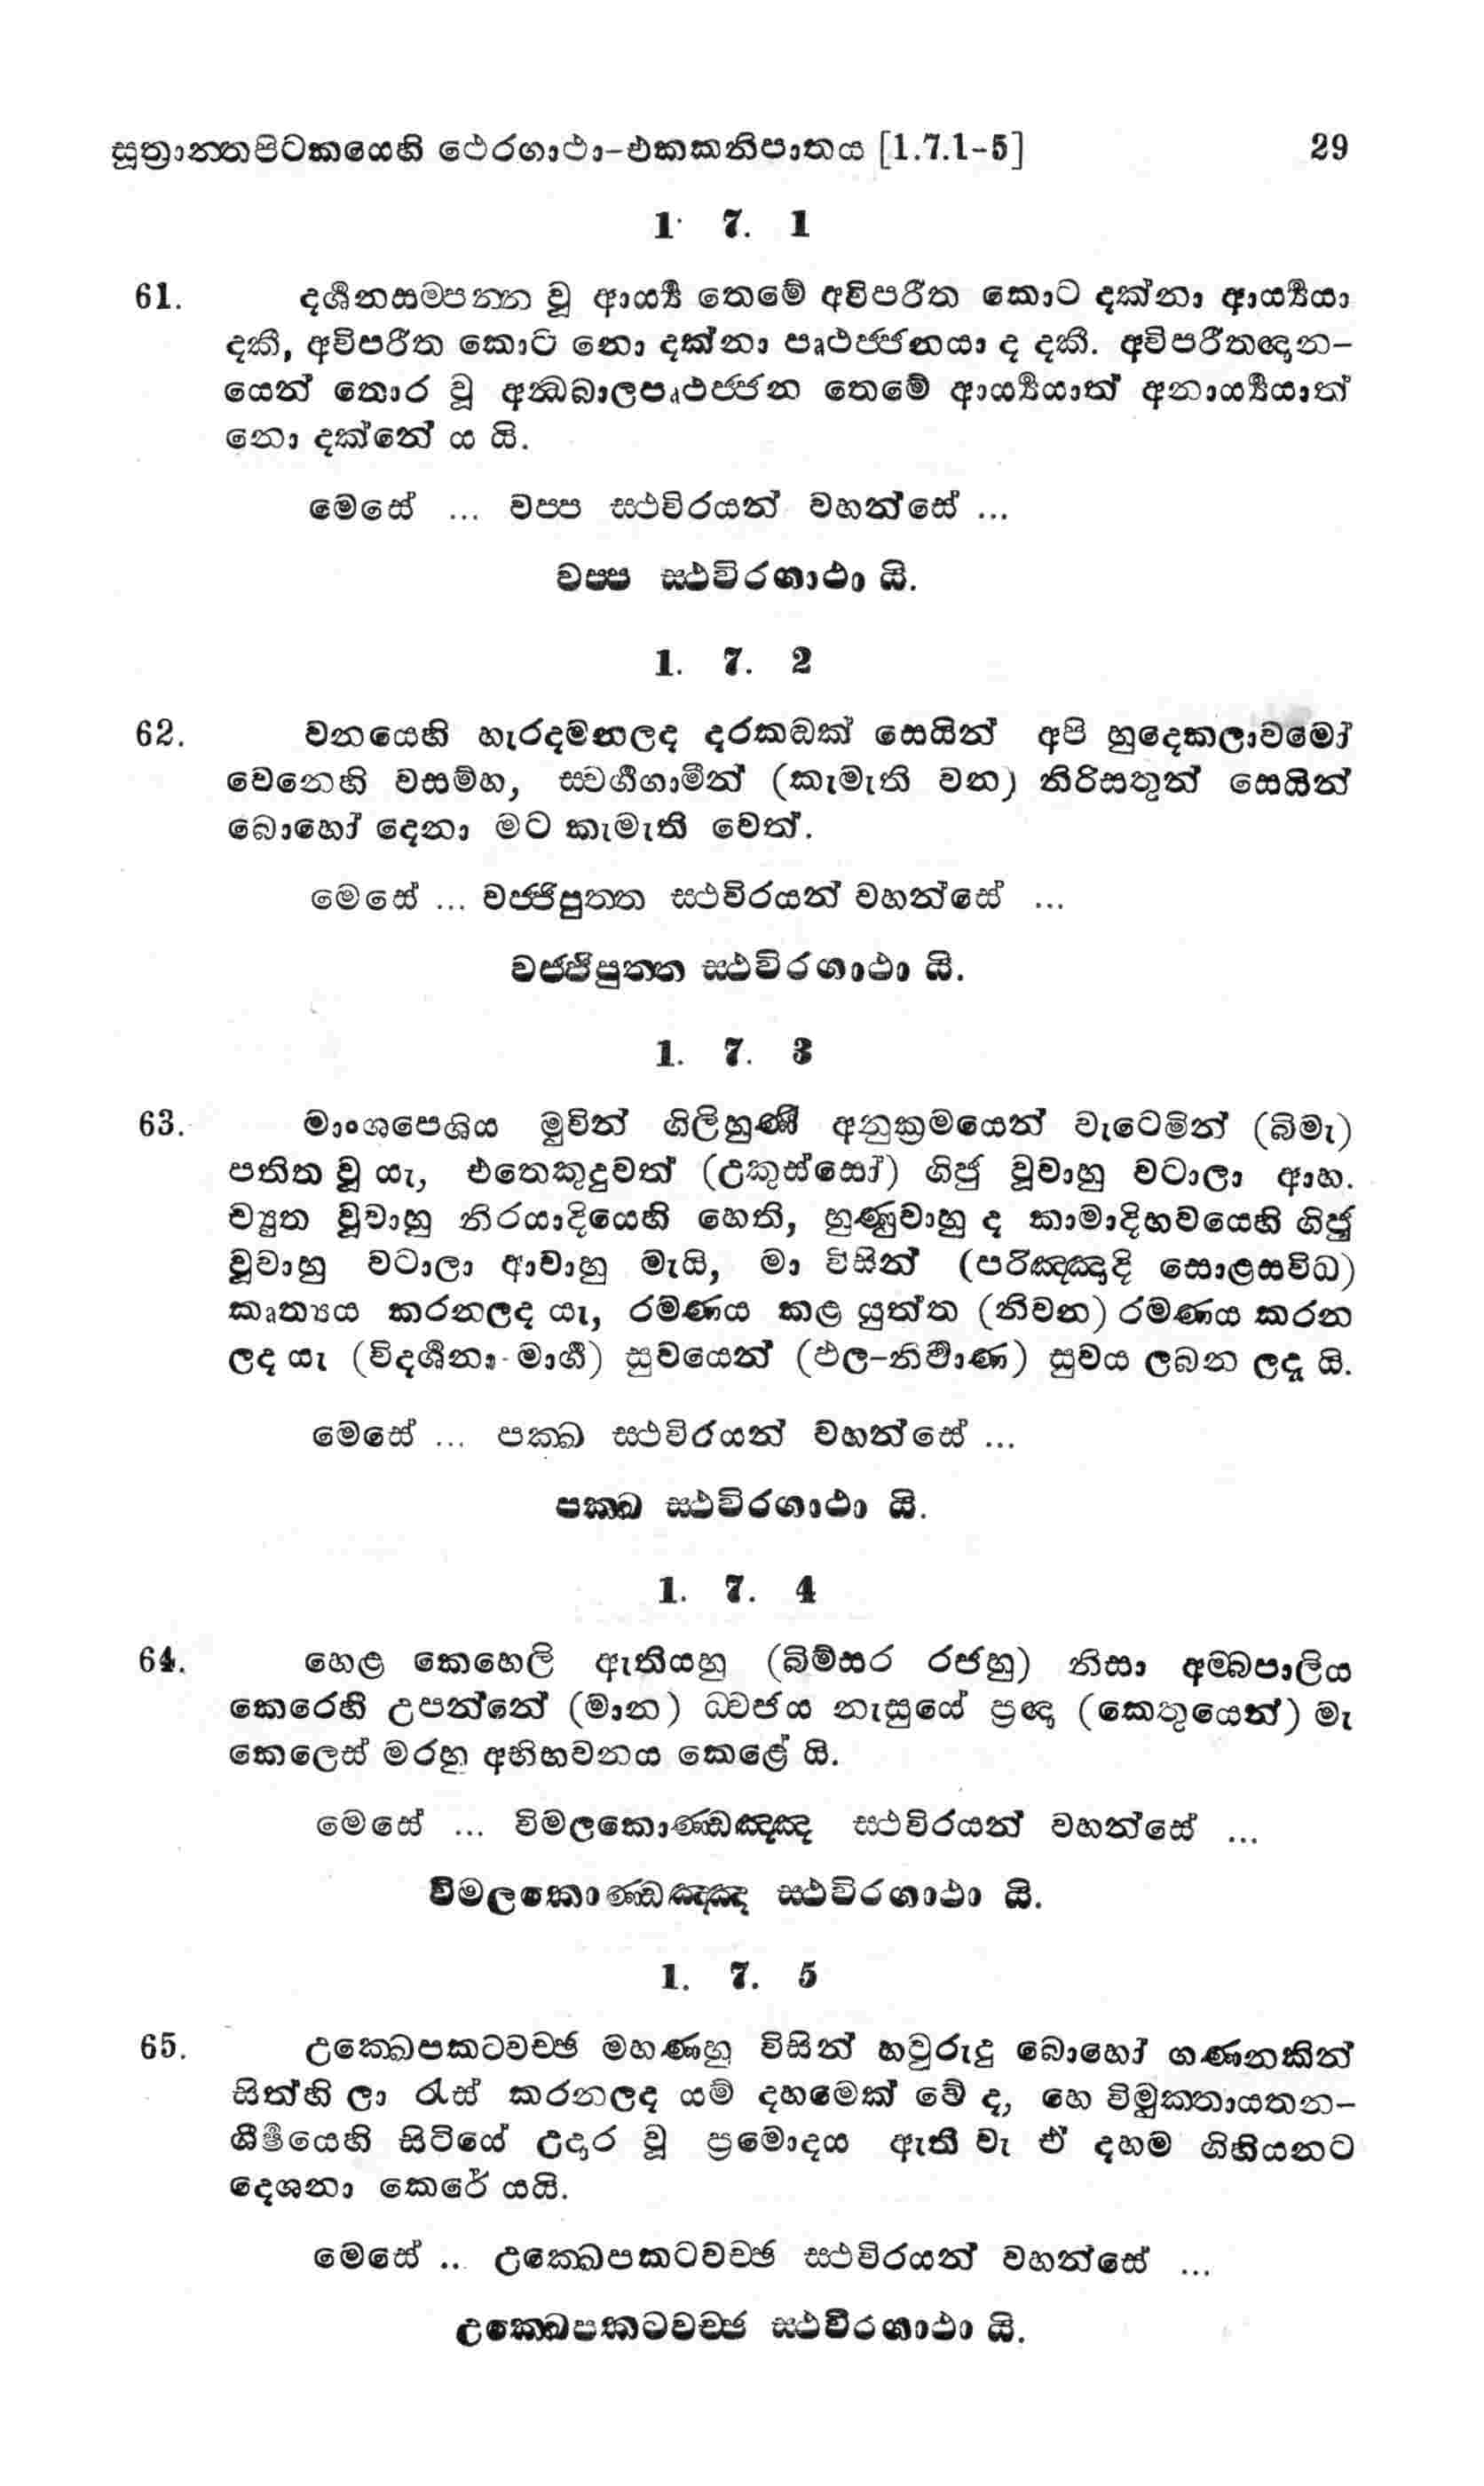 සූත්‍රාන්තපිටකයෙහි ථෙරගාථා-එකකනිපාතය [1.7.1-5] 29
1 7. 1
61. දර්‍ශනසම්පන්න වූ ආර්‍ය්‍ය තෙමේ අවිපරීත කොට දක්නා ආර්‍ය්‍යයා
දකී, අවිපරීත කොට නො දක්නා පෘථග්ජනයා ද දකී. අවිපරීතඥාන-
යෙන් තොර වූ අන්ධබාලපෘථග්ජන තෙමේ ආර්‍ය්‍යයාත් අනාර්‍ය්‍යයාත්
නො දක්නේ ය යි.
මෙසේ ... වප්ප ස්ථවිරයන් වහන්සේ ...
වප්ප ස්ථවිරගාථා යි.
1. 7. 2
62. වනයෙහි හැරදමනලද දරකඬක් සෙයින් අපි හුදෙකලාවමෝ
වෙනෙහි වසම්හ, ස්වර්‍ගගාමීන් (කැමැති වන) නිරිසතුන් සෙයින්
බොහෝ දෙනා මට කැමැති වෙත්.
මෙසේ ... වජ්ජිපුත්ත ස්ථවිරයන් වහන්සේ ...
වජ්ජිපුත්ත ස්ථවිරගාථා යි.
1. 7. 3
63. මාංශපෙශිය මුවින් ගිලිහුණී අනුක්‍රමයෙන් වැටෙමින් (බිමැ)
පතිත වූ යැ, එතෙකුදුවත් (උකුස්සෝ) ගිජු වූවාහු වටාලා ආහ.
ච්‍යුත වූවාහු නිරයාදියෙහි හෙති, හුණුවාහු ද කාමාදිභවයෙහි ගිජු
වූවාහු වටාලා ආවාහු මැයි, මා විසින් (පරිඤ්ඤාදි සොළසවිධ)
කෘත්‍යය කරනලද යැ, රම්ණය කළ යුත්ත (නිවන) රමණය කරන
ලද යැ (විදර්‍ශනා-මාර්‍ග) සුවයෙන් (ඵල-නිර්‍වාණ) සුවය ලබන ලදැ යි.
මෙසේ ... පක්ඛ ස්ථවිරයන් වහන්සේ ...
පක්ඛ ස්ථවිරගාථා යි.
1. 7. 4
64. හෙළ කෙහෙලි ඇතියහු (බිම්සර රජහු) නිසා අම්බපාලිය
කෙරෙහි උපන්නේ (මාන) ධ්වජය නැසුයේ ප්‍රඥා (කෙතුයෙන්) මැ
කෙලෙස් මරහු අභිභවනය කෙළේ යි.
මෙසේ ... විමලකොණ්ඩඤ්ඤ ස්ථවිරයන් වහන්සේ ...
විමලකොණ්ඩඤ්ඤ ස්ථවිරගාථා යි.
1. 7. 5
65. උක්ඛෙපකටවච්ඡ මහණහු විසින් හවුරුදු බොහෝ ගණනකින්
සිත්හි ලා රැස් කරනලද යම් දහමෙක් වේ ද, හෙ විමුක්තායතන-
ශීර්‍ෂයෙහි සිටියේ උදාර වූ ප්‍රමොදය ඇති වැ ඒ දහම ගිහියනට
දෙශනා කෙරේ යයි.
මෙසේ .. උක්ඛෙපකටවච්ඡ ස්ථවිරයන් වහන්සේ ...
උක්ඛෙපකටවච්ඡ ස්ථවිරගාථා යි.